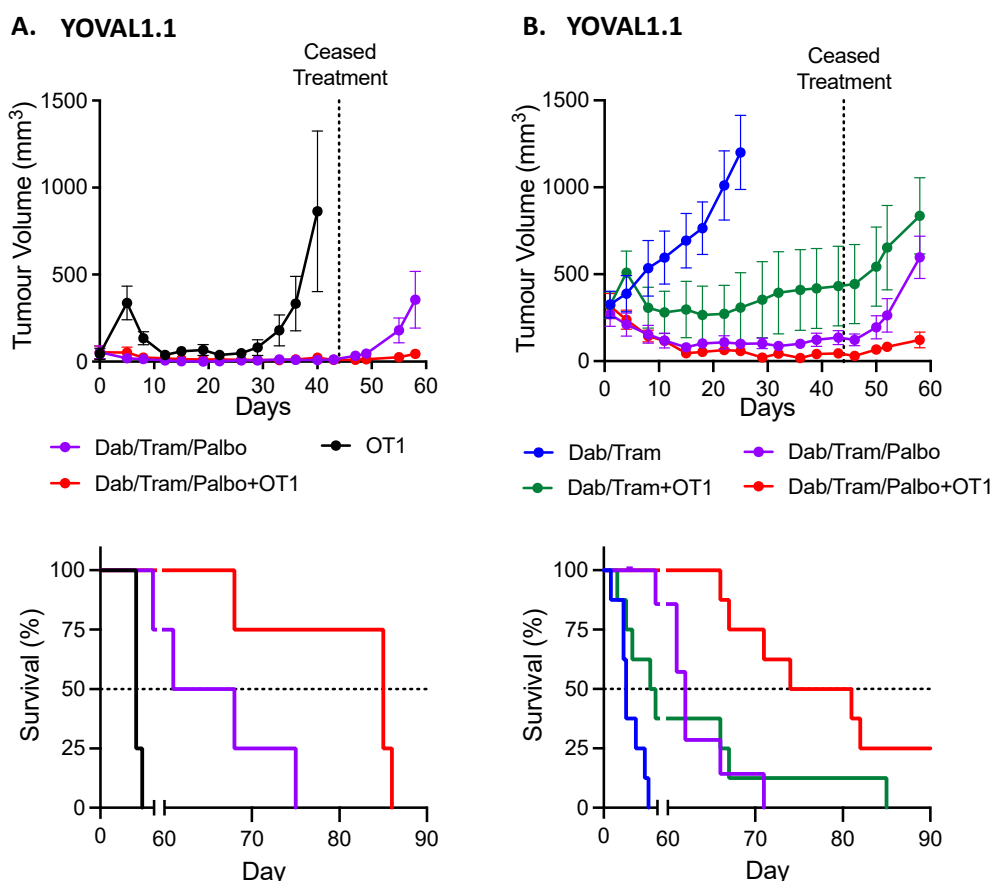 A. YOVAL1.1
Ceased
Treatment
Tumour Volume (mm³)
1500
1000
500
0
0 10 20 30 40 50 60
Days
Dab/Tram/Palbo
OT1
Dab/Tram/Palbo+OT1
Survival (%)
100
75
50
25
0
0 60 70 80 90
Day
B. YOVAL1.1
Ceased
Treatment
Tumour Volume (mm³)
1500
1000
500
0
0 10 20 30 40 50 60
Days
Dab/Tram
Dab/Tram/Palbo
Dab/Tram+OT1
Dab/Tram/Palbo+OT1
Survival (%)
100
75
50
25
0
0 60 70 80 90
Day